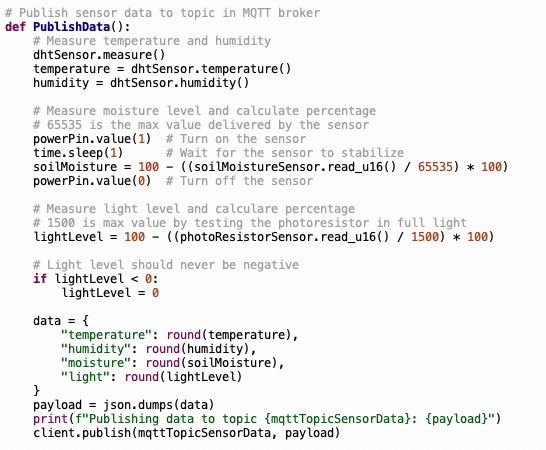 # Publish sensor data to topic in MQTT broker
def PublishData():
    # Measure temperature and humidity
    dhtSensor.measure()
    temperature = dhtSensor.temperature()
    humidity = dhtSensor.humidity()

    # Measure moisture level and calculate percentage
    # 65535 is the max value delivered by the sensor
    powerPin.value(1)  # Turn on the sensor
    time.sleep(1)      # Wait for the sensor to stabilize
    soilMoisture = 100 - ((soilMoistureSensor.read_u16() / 65535) * 100)
    powerPin.value(0)  # Turn off the sensor

    # Measure light level and calculare percentage
    # 1500 is max value by testing the photoresistor in full light
    lightLevel = 100 - ((photoResistorSensor.read_u16() / 1500) * 100)

    # Light level should never be negative
    if lightLevel < 0:
        lightLevel = 0

    data = {
        "temperature": round(temperature),
        "humidity": round(humidity),
        "moisture": round(soilMoisture),
        "light": round(lightLevel)
    }
    payload = json.dumps(data)
    print(f"Publishing data to topic {mqttTopicSensorData}: {payload}")
    client.publish(mqttTopicSensorData, payload)